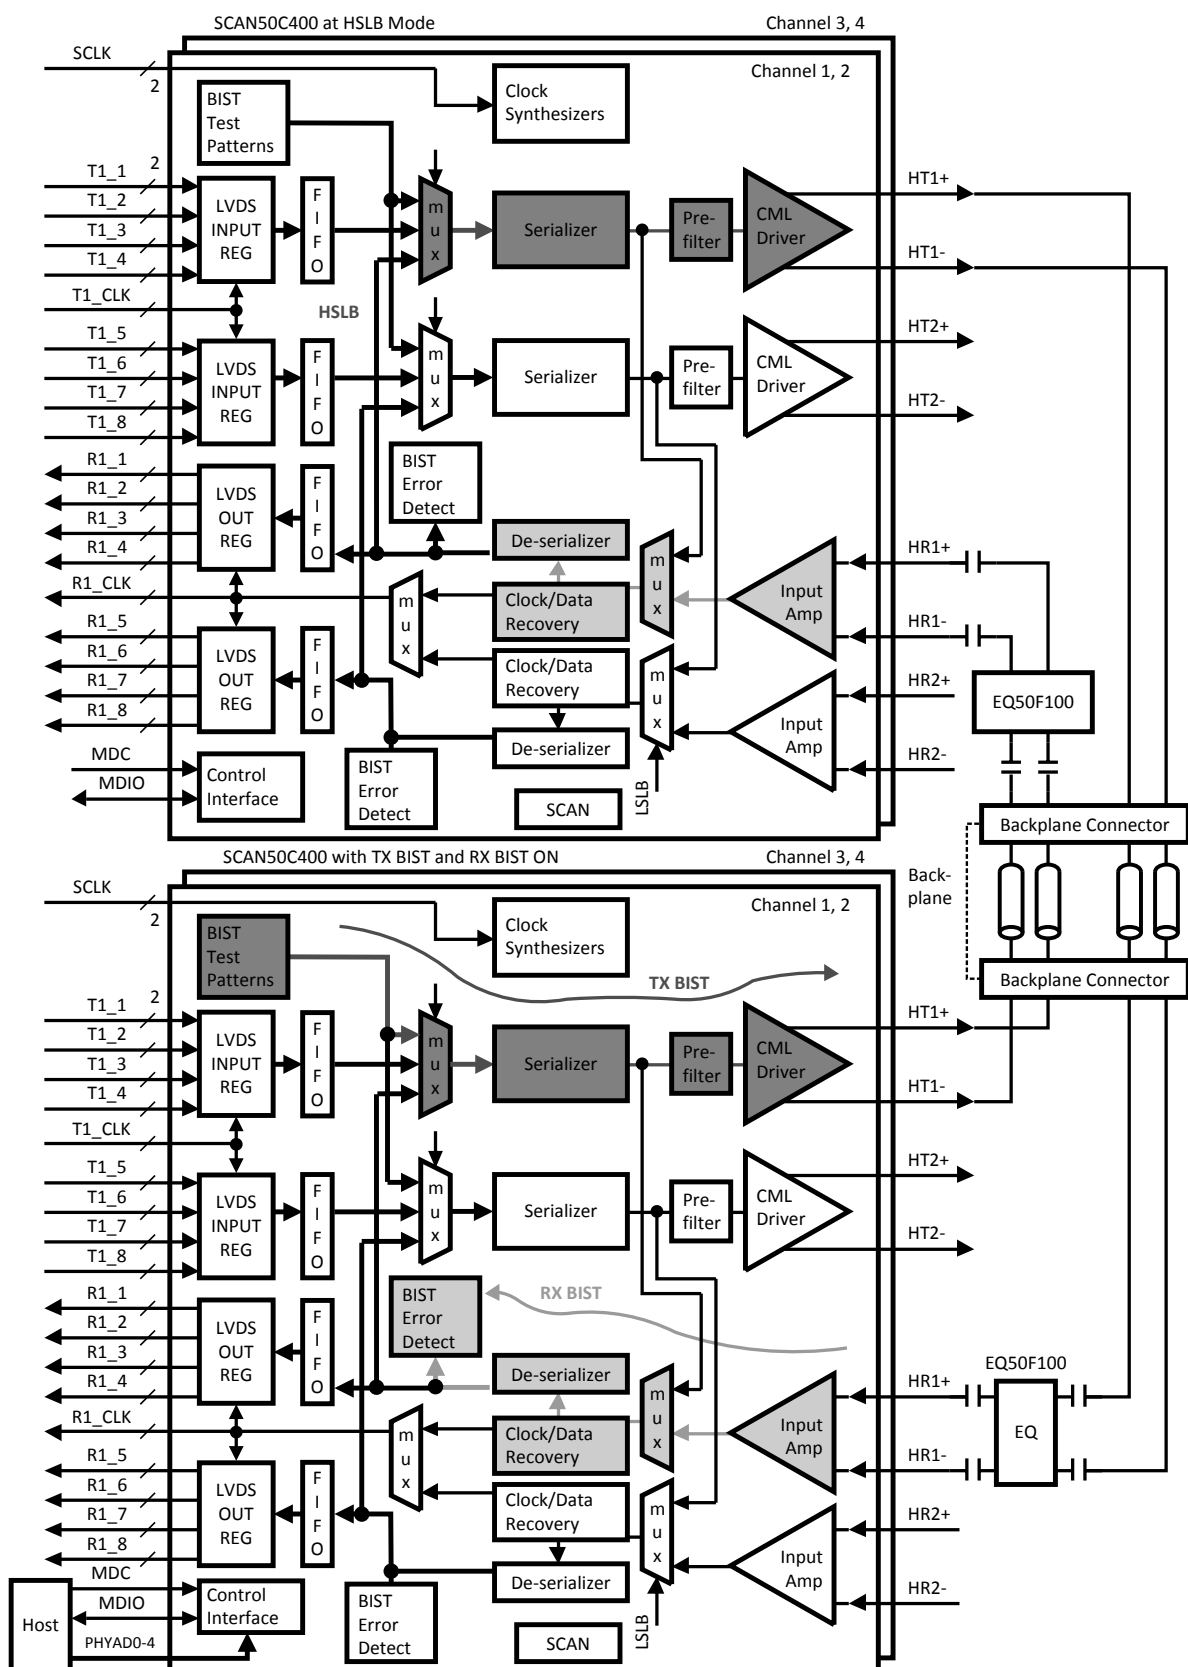 SCAN50C400 at HSLB Mode
Channel 3, 4
SCLK
2
Channel 1, 2
BIST
Test
Patterns
Clock
Synthesizers
2
T1_1
T1_2
T1_3
T1_4
T1_CLK
LVDS
INPUT
REG
F
I
F
O
m
u
x
Serializer
Pre-
filter
CML
Driver
HT1+
HT1-
HSLB
T1_5
T1_6
T1_7
T1_8
LVDS
INPUT
REG
F
I
F
O
m
u
x
Serializer
Pre-
filter
CML
Driver
HT2+
HT2-
R1_1
R1_2
R1_3
R1_4
R1_CLK
LVDS
OUT
REG
F
I
F
O
BIST
Error
Detect
De-serializer
Clock/Data
Recovery
m
u
x
m
u
x
Input
Amp
HR1+
HR1-
R1_5
R1_6
R1_7
R1_8
LVDS
OUT
REG
F
I
F
O
Clock/Data
Recovery
De-serializer
m
u
x
Input
Amp
HR2+
HR2-
EQ50F100
MDC
MDIO
Control
Interface
BIST
Error
Detect
SCAN
LSLB
Backplane Connector
Back-
plane
Backplane Connector
SCAN50C400 with TX BIST and RX BIST ON
Channel 3, 4
SCLK
2
Channel 1, 2
BIST
Test
Patterns
Clock
Synthesizers
TX BIST
2
T1_1
T1_2
T1_3
T1_4
T1_CLK
LVDS
INPUT
REG
F
I
F
O
m
u
x
Serializer
Pre-
filter
CML
Driver
HT1+
HT1-
T1_5
T1_6
T1_7
T1_8
LVDS
INPUT
REG
F
I
F
O
m
u
x
Serializer
Pre-
filter
CML
Driver
HT2+
HT2-
R1_1
R1_2
R1_3
R1_4
R1_CLK
LVDS
OUT
REG
F
I
F
O
BIST
Error
Detect
RX BIST
De-serializer
Clock/Data
Recovery
m
u
x
m
u
x
Input
Amp
HR1+
HR1-
EQ50F100
EQ
R1_5
R1_6
R1_7
R1_8
LVDS
OUT
REG
F
I
F
O
Clock/Data
Recovery
De-serializer
m
u
x
Input
Amp
HR2+
HR2-
Host
MDC
MDIO
PHYAD0-4
Control
Interface
BIST
Error
Detect
SCAN
LSLB